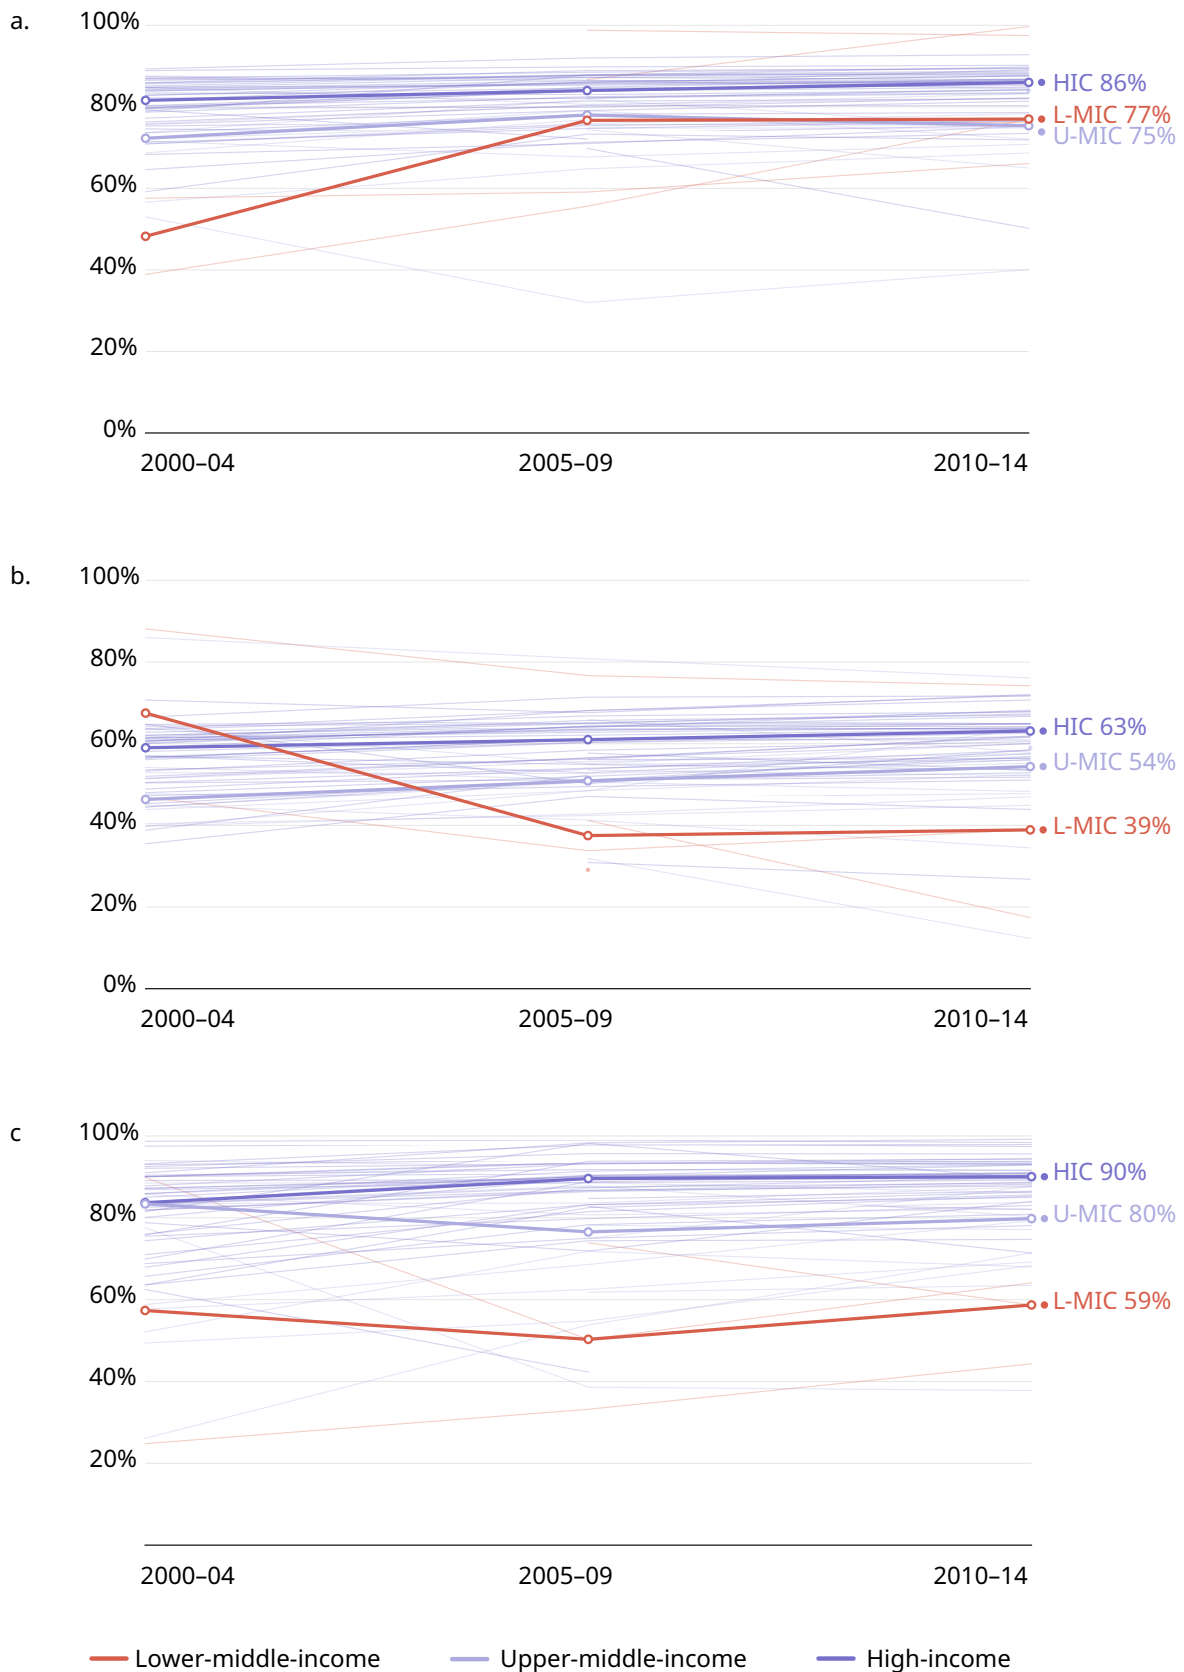 a.
100%
80%
60%
40%
20%
0%
HIC 86%
L-MIC 77%
U-MIC 75%
2000–04 2005–09 2010–14
b.
100%
80%
60%
40%
20%
0%
HIC 63%
U-MIC 54%
L-MIC 39%
2000–04 2005–09 2010–14
c
100%
80%
60%
40%
20%
HIC 90%
U-MIC 80%
L-MIC 59%
2000–04 2005–09 2010–14
Lower-middle-income Upper-middle-income High-income